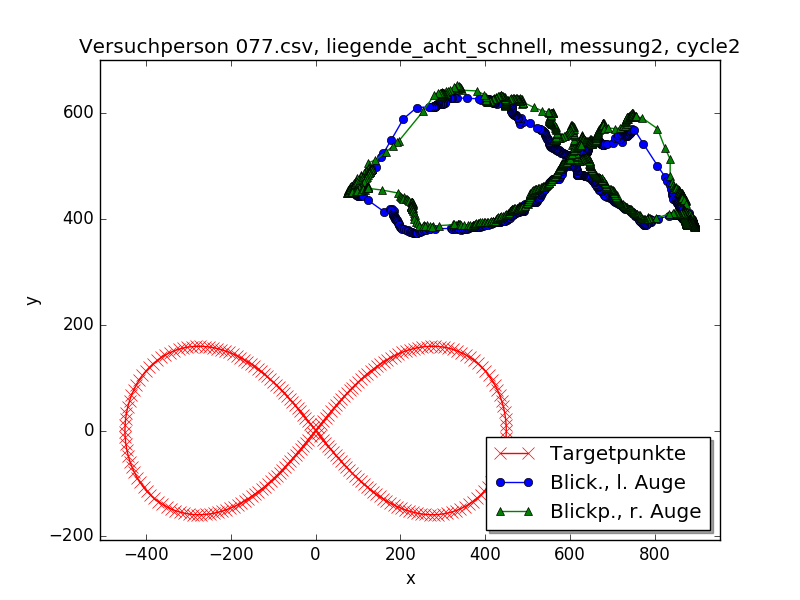 Versuchperson 077.csv, liegende_acht_schnell, messung2, cycle2
600
400
200
0
−200
y
−400 −200 0 200 400 600 800
x
Targetpunkte
Blick., l. Auge
Blickp., r. Auge